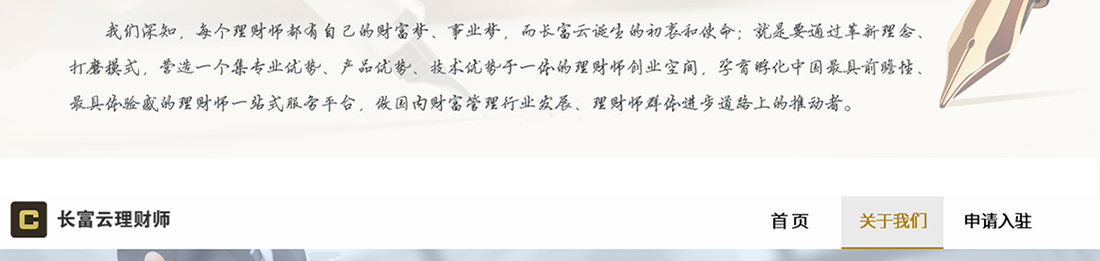 我们深知，每个理财师都有自己的财富梦、事业梦，而长富云诞生的初衷和使命；就是要通过革新理念、
打磨模式，营造一个集专业优势、产品优势、技术优势于一体的理财师创业空间，孕育孵化中国最具前瞻性、
最具体验感的理财师一站式服务平台，做国内财富管理行业发展、理财师群体进步道路上的推动者。
长富云理财师
首页
关于我们
申请入驻